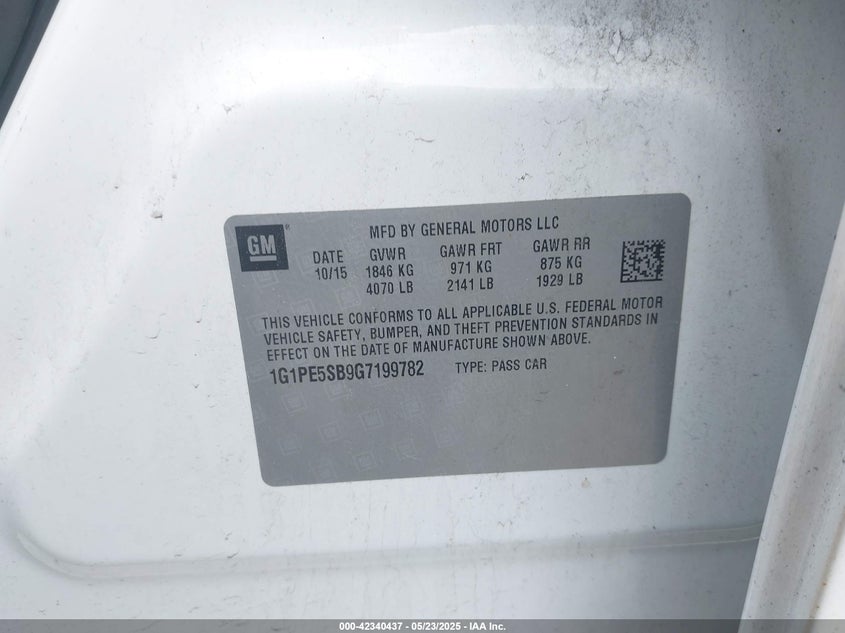 GM®
MFD BY GENERAL MOTORS LLC
DATE GVWR GAWR FRT GAWR RR
10/15 1846 KG 971 KG 875 KG
4070 LB 2141 LB 1929 LB
THIS VEHICLE CONFORMS TO ALL APPLICABLE U.S. FEDERAL MOTOR
VEHICLE SAFETY, BUMPER, AND THEFT PREVENTION STANDARDS IN
EFFECT ON THE DATE OF MANUFACTURE SHOWN ABOVE.
1G1PE5SB9G7199782 TYPE: PASS CAR
000-42340437 - 05/23/2025 - IAA Inc.